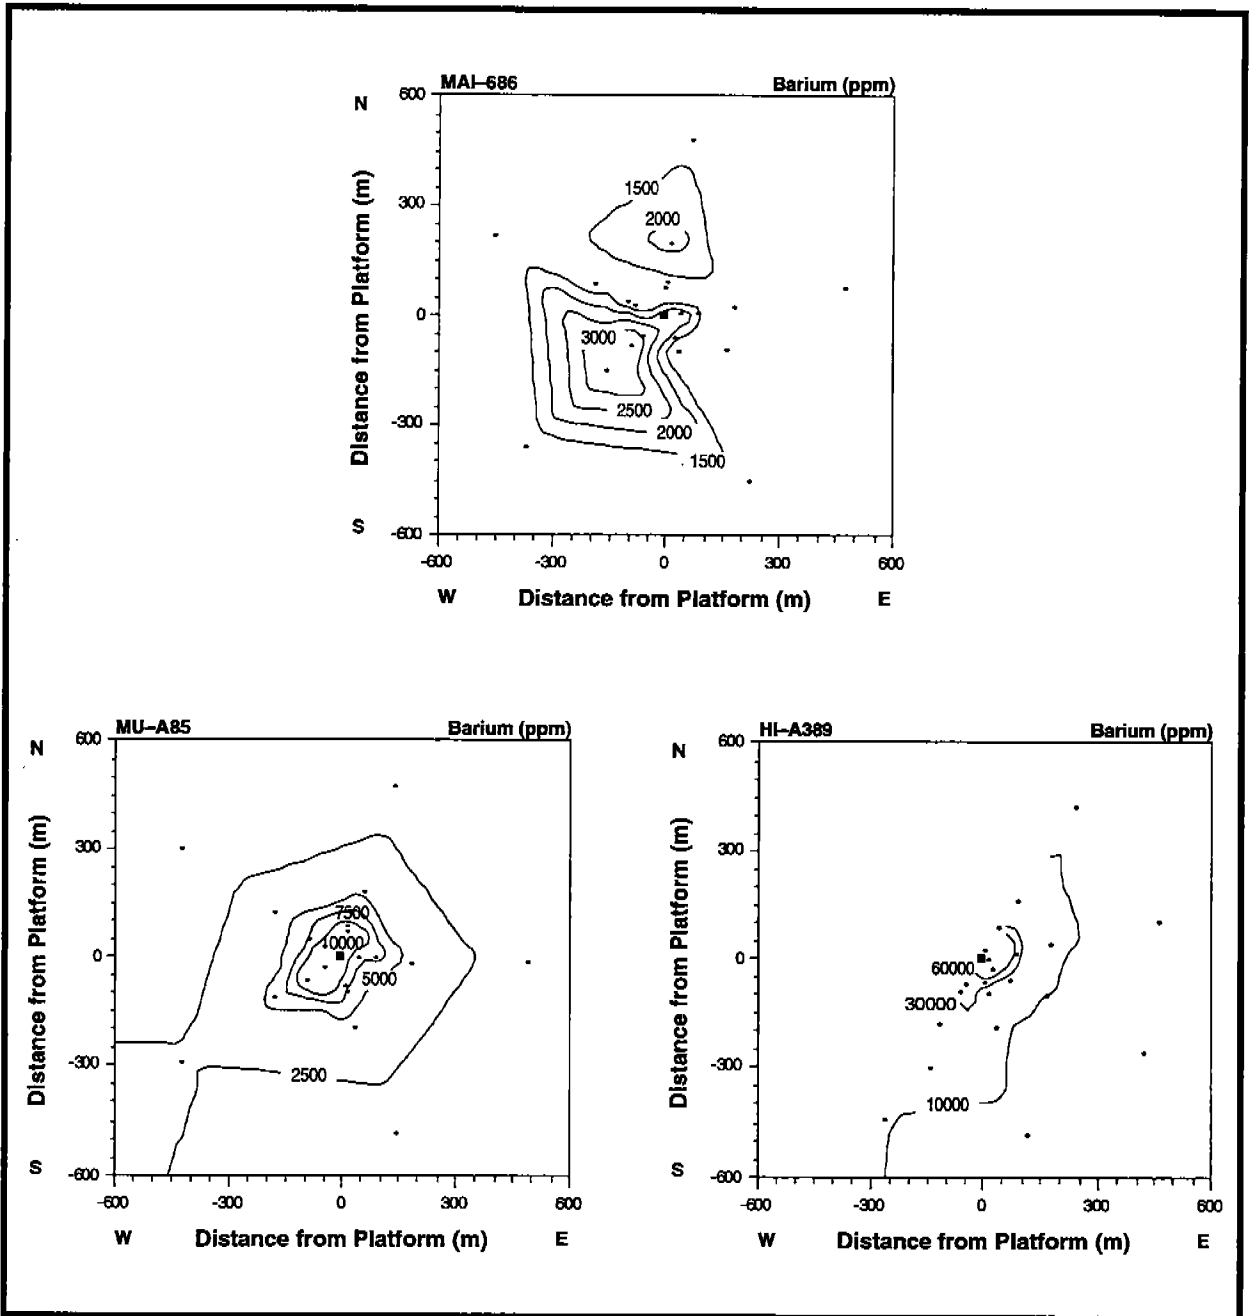 MAI-686 Barium (ppm)
N
Distance from Platform (m)
S
600
300
0
-300
-600
1500
2000
3000
2500
2000
1500
-600 -300 0 300 600
W Distance from Platform (m) E
MU-A85 Barium (ppm)
N
Distance from Platform (m)
S
600
300
0
-300
-600
7500
10000
5000
2500
-600 -300 0 300 600
W Distance from Platform (m) E
HI-A389 Barium (ppm)
N
Distance from Platform (m)
S
600
300
0
-300
-600
60000
30000
10000
-600 -300 0 300 600
W Distance from Platform (m) E